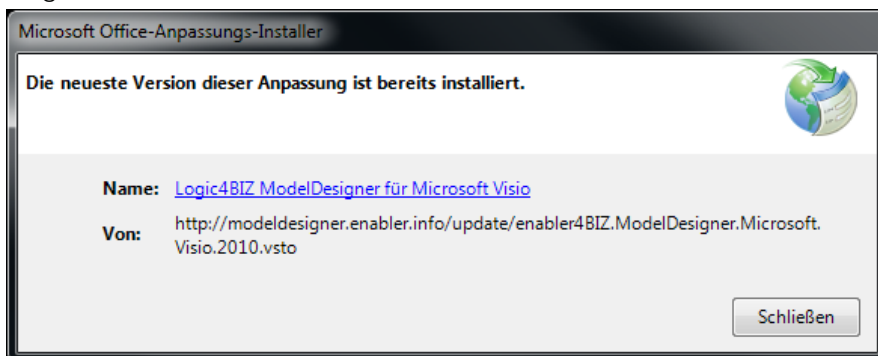 Microsoft Office-Anpassungs-Installer
Die neueste Version dieser Anpassung ist bereits installiert.
Name: Logic4BIZ ModelDesigner für Microsoft Visio
Von: http://modeldesigner.enabler.info/update/enabler4BIZ.ModelDesigner.Microsoft.
Visio.2010.vsto
Schließen